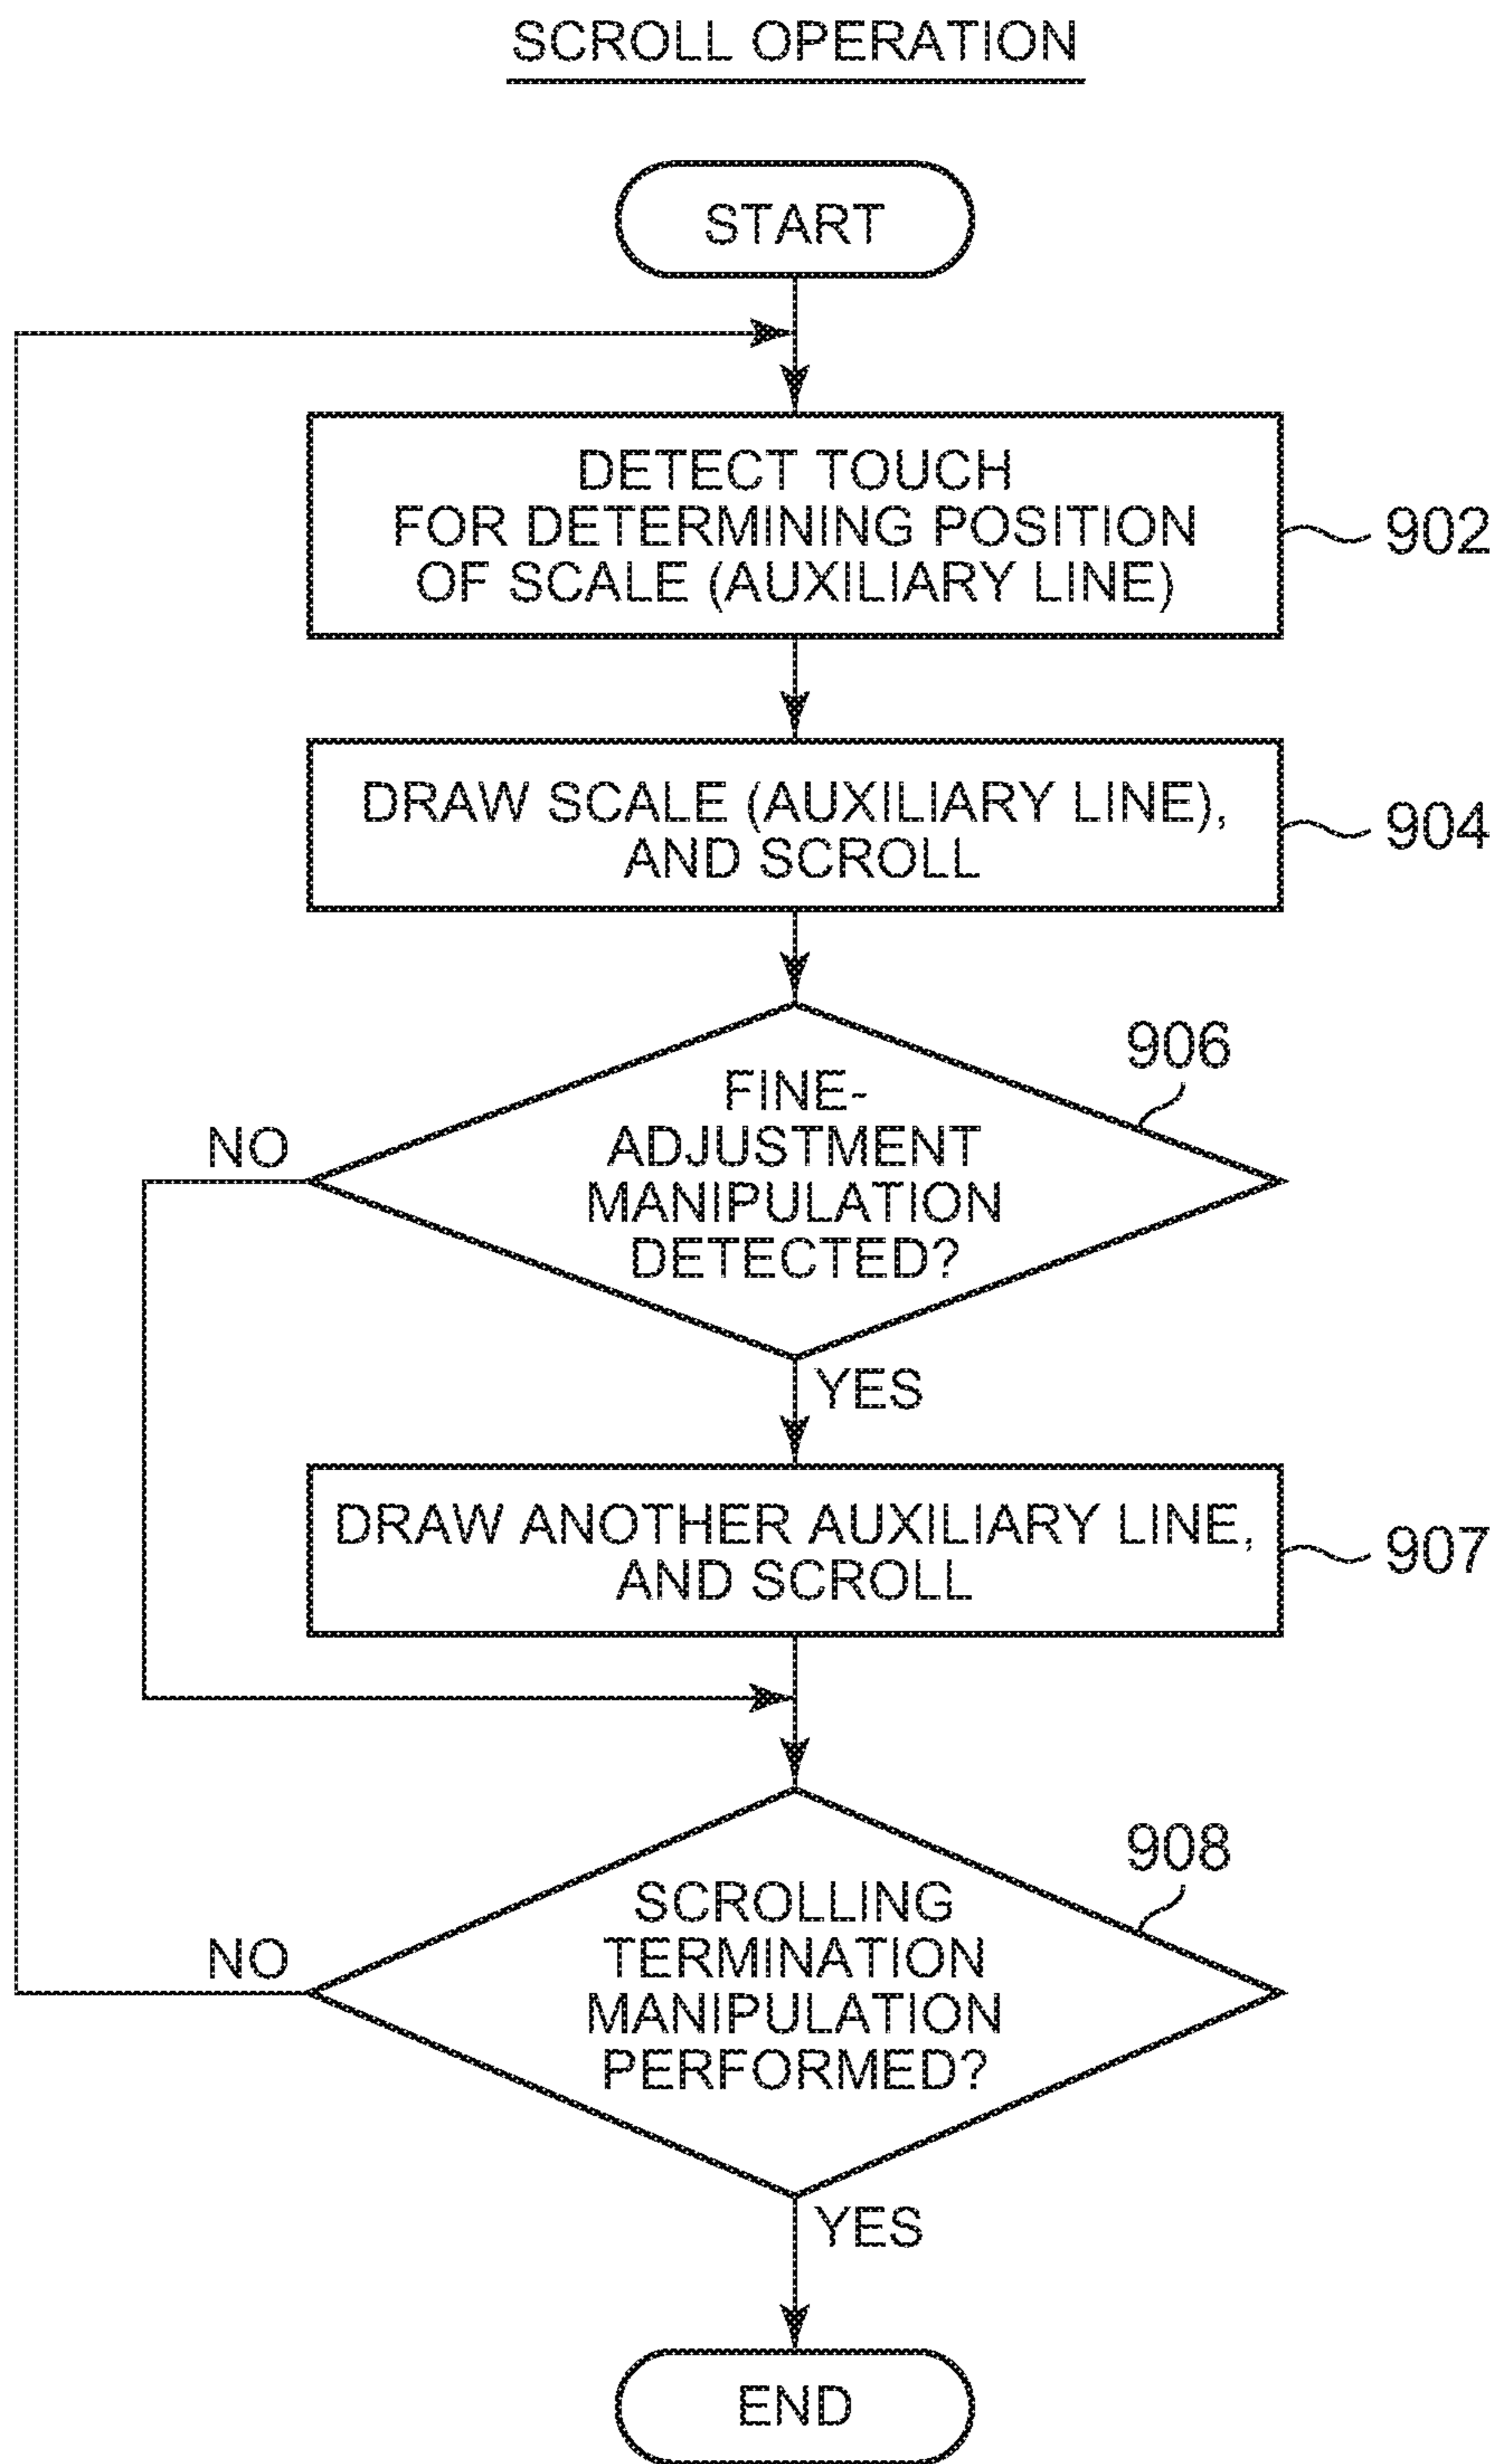 SCROLL OPERATION
START
DETECT TOUCH
FOR DETERMINING POSITION
OF SCALE (AUXILIARY LINE)
902
DRAW SCALE (AUXILIARY LINE),
AND SCROLL
904
906
FINE-
ADJUSTMENT
MANIPULATION
DETECTED?
NO
YES
DRAW ANOTHER AUXILIARY LINE,
AND SCROLL
907
908
SCROLLING
TERMINATION
MANIPULATION
PERFORMED?
NO
YES
END